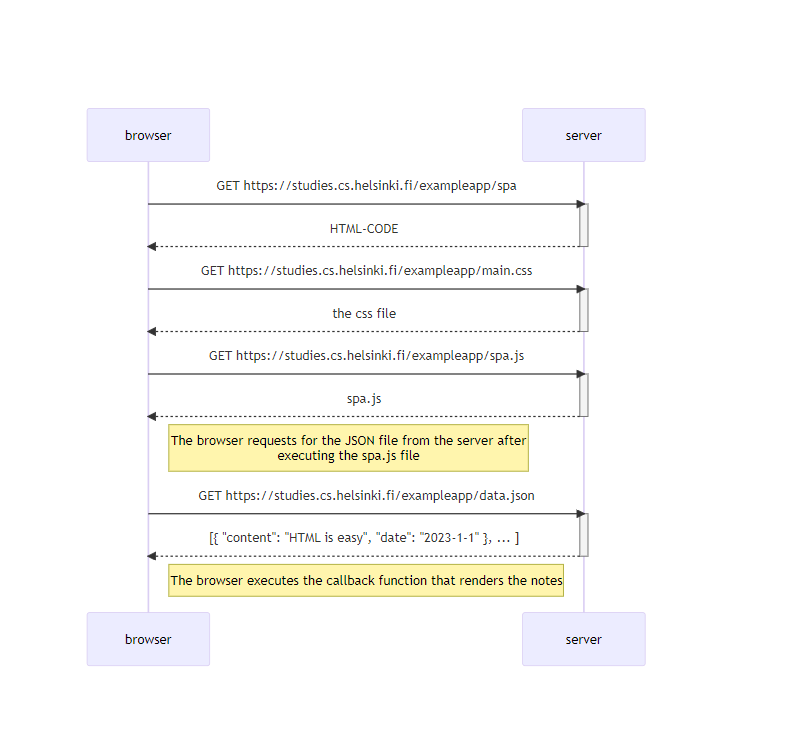 browser server
GET https://studies.cs.helsinki.fi/exampleapp/spa
HTML-CODE
GET https://studies.cs.helsinki.fi/exampleapp/main.css
the css file
GET https://studies.cs.helsinki.fi/exampleapp/spa.js
spa.js
The browser requests for the JSON file from the server after
executing the spa.js file
GET https://studies.cs.helsinki.fi/exampleapp/data.json
[{ "content": "HTML is easy", "date": "2023-1-1" }, ... ]
The browser executes the callback function that renders the notes
browser server